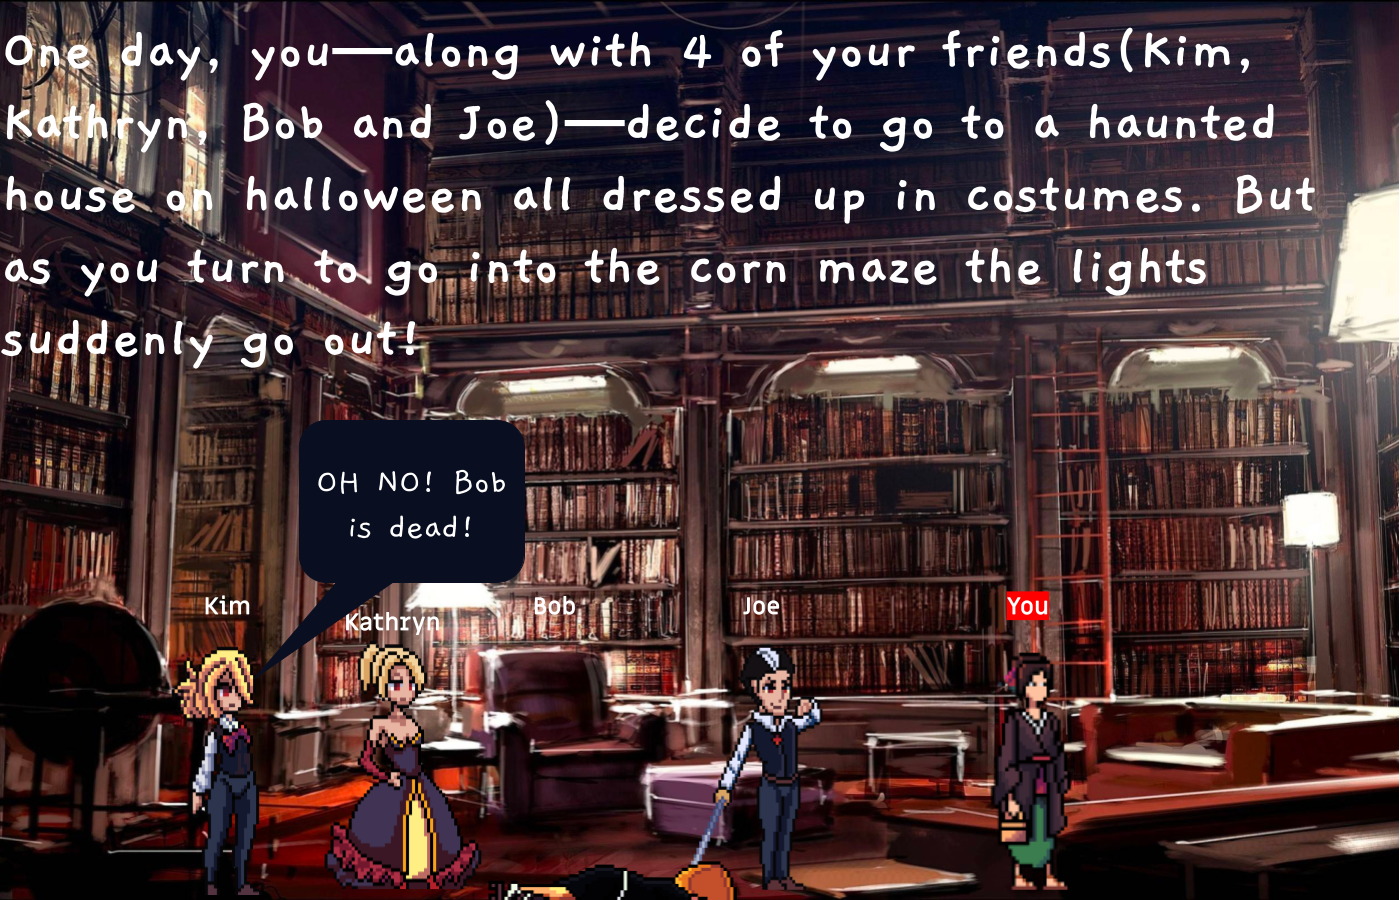 One day, you——along with 4 of your friends(Kim,
Kathryn, Bob and Joe)——decide to go to a haunted
house on halloween all dressed up in costumes. But
as you turn to go into the corn maze the lights
suddenly go out!
OH NO! Bob
is dead!
Kim
Kathryn
Bob
Joe
You